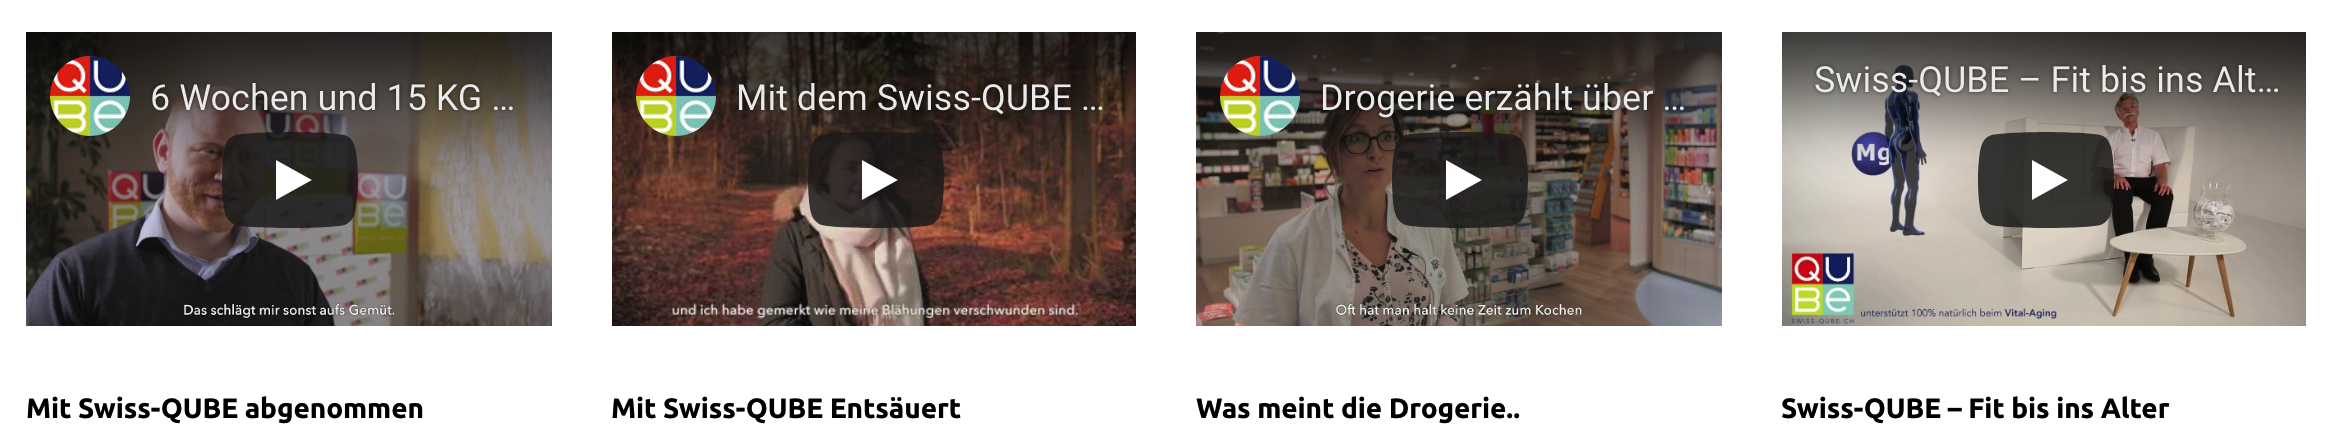 QU
BE
6 Wochen und 15 KG ...
QU
QU
BE
Das schlägt mir sonst aufs Gemüt.
QU
BE
Mit dem Swiss-QUBE ...
und ich habe gemerkt wie meine Blähungen verschwunden sind.
QU
BE
Drogerie erzählt über ...
Oft hat man halt keine Zeit zum Kochen
Swiss-QUBE – Fit bis ins Alt...
Mg
QU
BE
SWISS-QUBE.CH
unterstützt 100% natürlich beim Vital-Aging
Mit Swiss-QUBE abgenommen
Mit Swiss-QUBE Entsäuert
Was meint die Drogerie..
Swiss-QUBE – Fit bis ins Alter